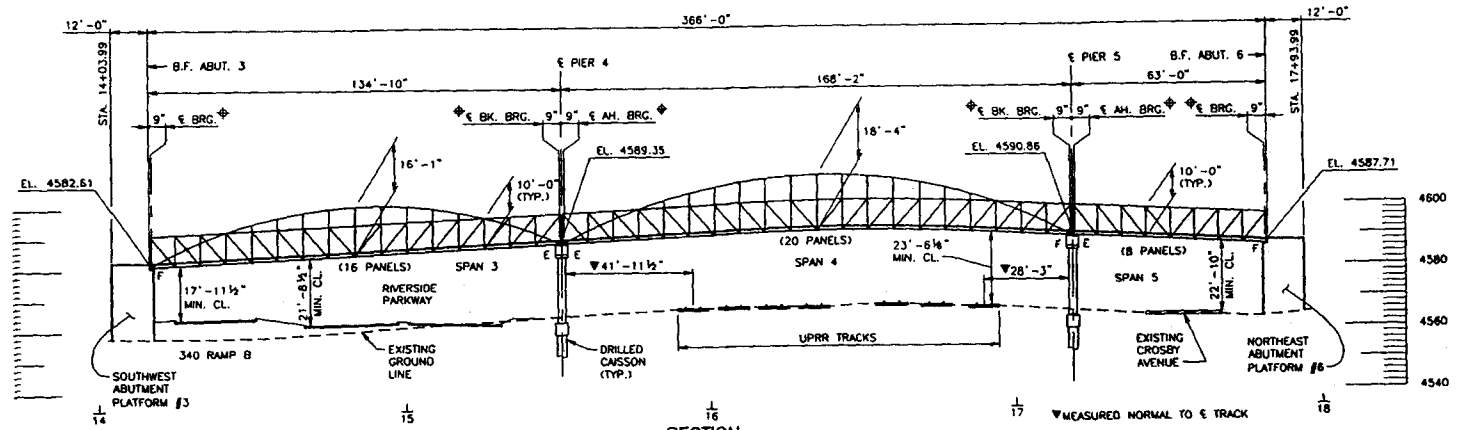 12'-0"
366'-0"
12'-0"
STA. 14+03.99
B.F. ABUT. 3
℄ PIER 4
℄ PIER 5
B.F. ABUT. 6
STA. 17+93.99
134'-10"
168'-2"
63'-0"
9" ℄ BRG.
℄ BK. BRG. 9" 9" ℄ AH. BRG.
℄ BK. BRG. 9" 9" ℄ AH. BRG.
℄ BRG. 9"
16'-1"
18'-4"
EL. 4582.61
10'-0"
(TYP.)
EL. 4589.35
EL. 4590.86
10'-0"
(TYP.)
EL. 4587.71
4600
4580
4560
4540
F
(16 PANELS)
SPAN 3
E E
(20 PANELS)
SPAN 4
F E
(8 PANELS)
SPAN 5
F
17'-11½"
MIN. CL.
21'-8½"
MIN. CL.
RIVERSIDE
PARKWAY
▼41'-11½"
23'-6⅛"
MIN. CL.
▼28'-3"
22'-10"
MIN. CL.
340 RAMP B
EXISTING
GROUND
LINE
DRILLED
CAISSON
(TYP.)
UPRR TRACKS
EXISTING
CROSBY
AVENUE
NORTHEAST
ABUTMENT
PLATFORM #6
SOUTHWEST
ABUTMENT
PLATFORM #3
1/14
1/15
1/16
1/17
1/18
▼MEASURED NORMAL TO ℄ TRACK
SECTION